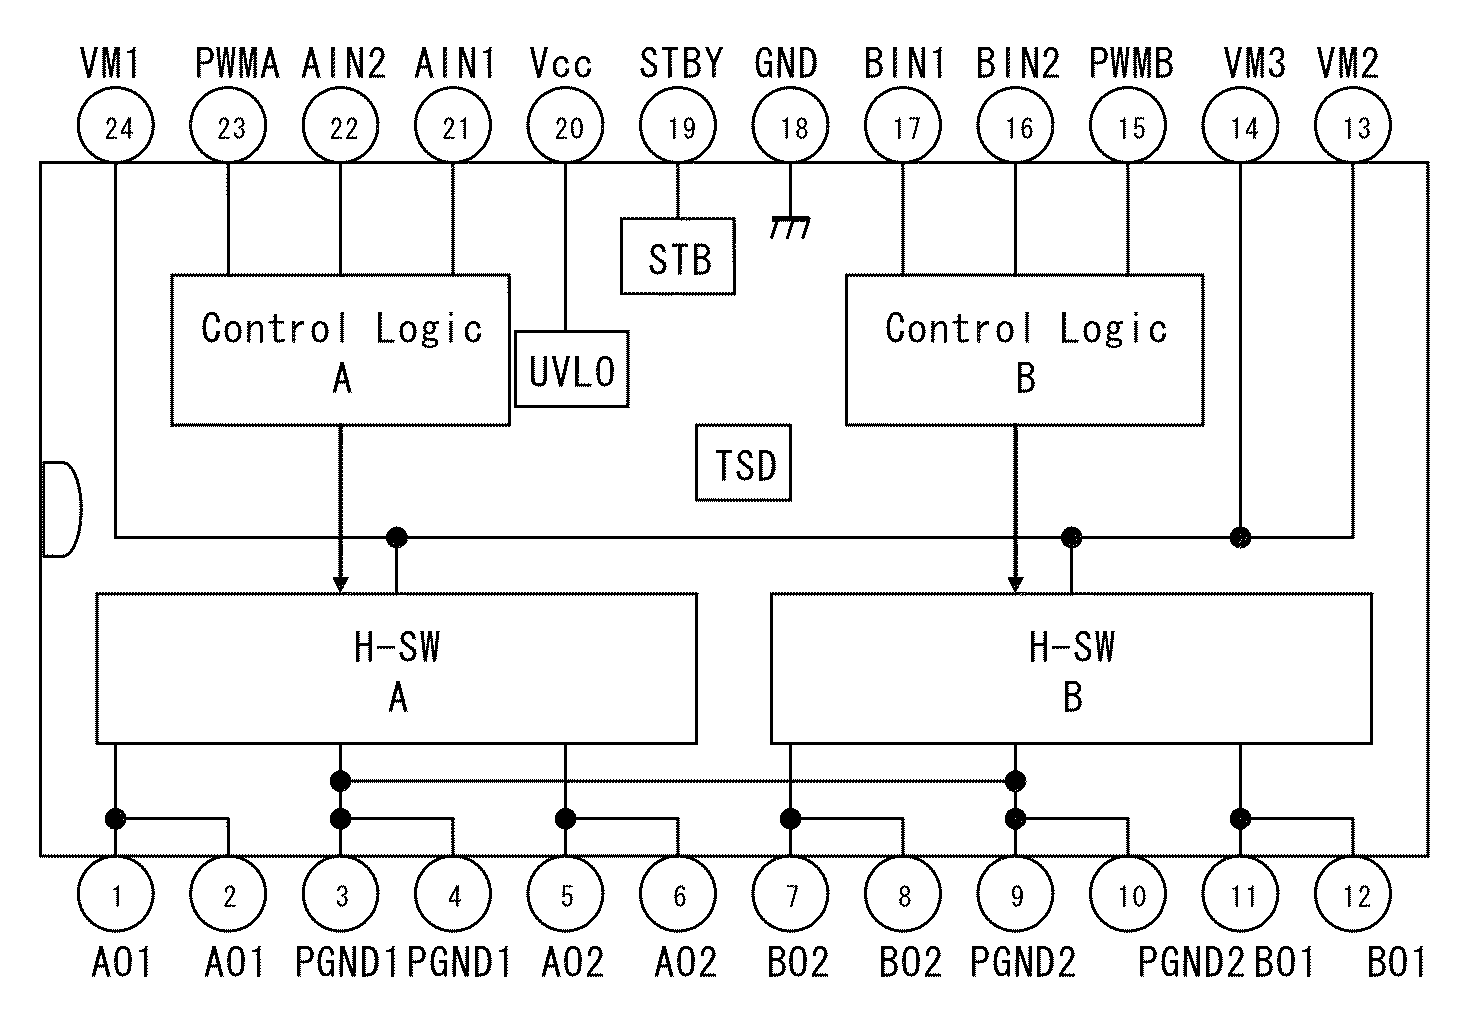 VM1 PWMA AIN2 AIN1 Vcc STBY GND BIN1 BIN2 PWMB VM3 VM2
24 23 22 21 20 19 18 17 16 15 14 13
STB
Control Logic
A
Control Logic
B
UVLO
TSD
H-SW
A
H-SW
B
1 2 3 4 5 6 7 8 9 10 11 12
AO1 AO1 PGND1 PGND1 AO2 AO2 BO2 BO2 PGND2 PGND2 BO1 BO1